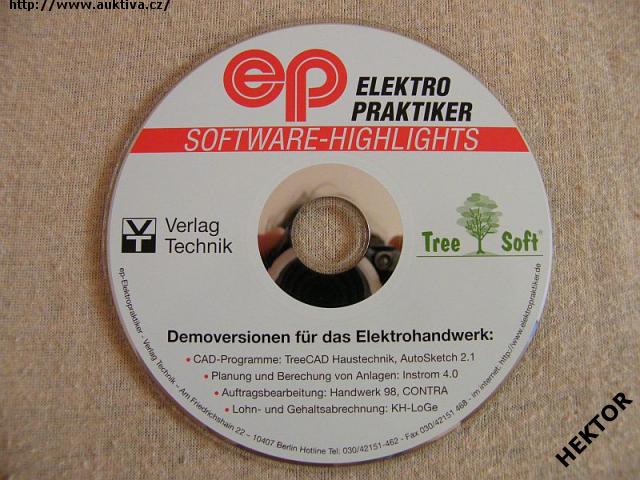 http://www.auktiva.cz/
ep ELEKTRO
PRAKTIKER
SOFTWARE-HIGHLIGHTS
VT Verlag
Technik
Tree Soft®
Demoversionen für das Elektrohandwerk:
• CAD-Programme: TreeCAD Haustechnik, AutoSketch 2.1
• Planung und Berechung von Anlagen: Instrom 4.0
• Auftragsbearbeitung: Handwerk 98, CONTRA
• Lohn- und Gehaltsabrechnung: KH-LoGe
ep-Elektropraktiker - Verlag Technik - Am Friedrichshain 22 – 10407 Berlin Hotline Tel: 030/42151-462 - Fax 030/42151 468 - im internet: http://www.elektropraktiker.de
HEKTOR